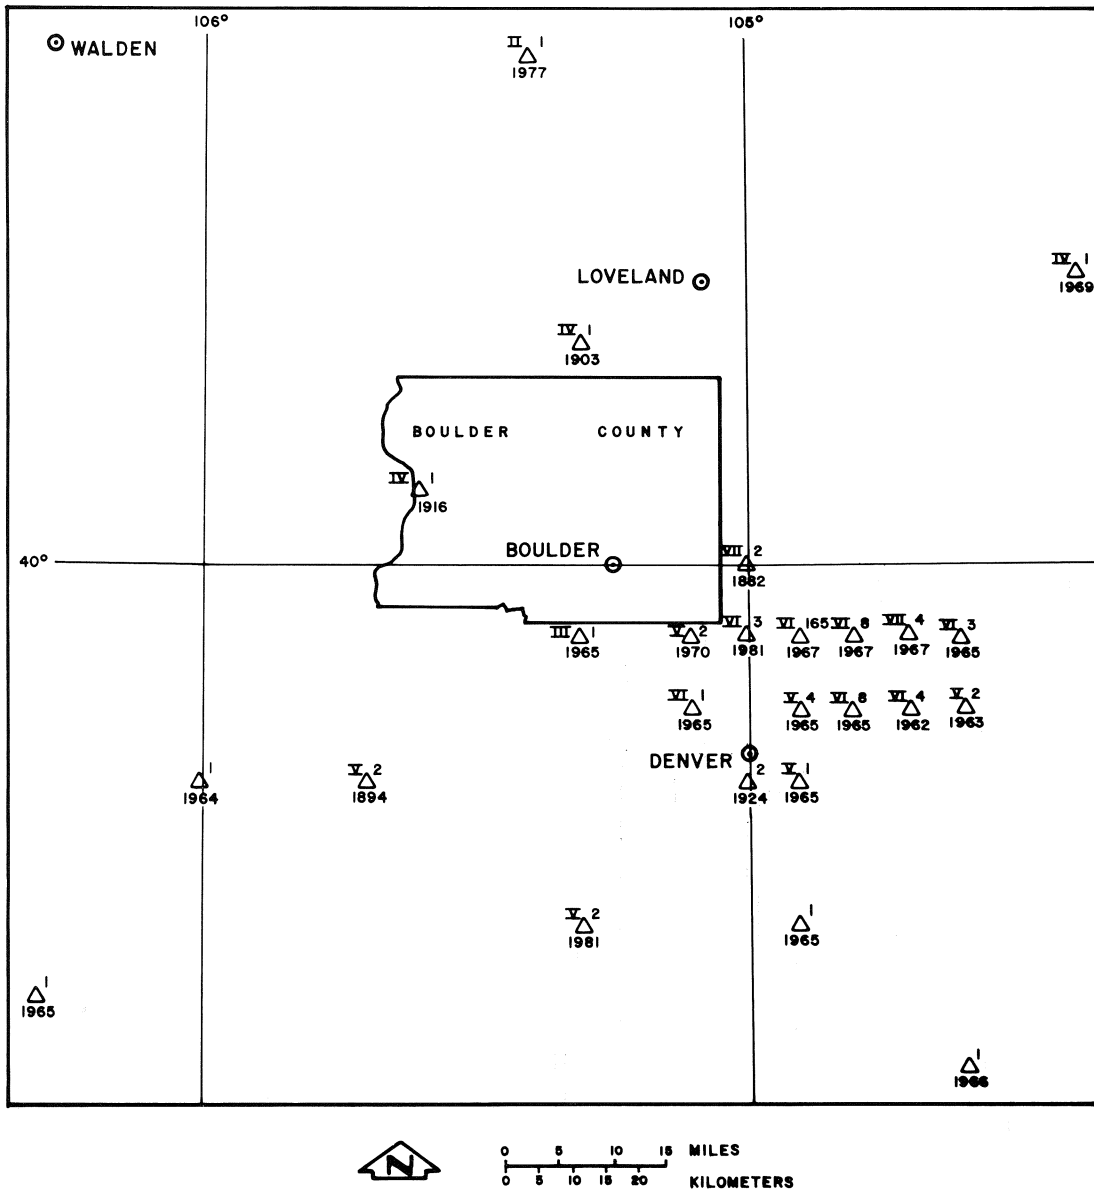 106° 105°
WALDEN
II 1
1977
LOVELAND
IV 1
1969
IV 1
1903
BOULDER COUNTY
IV 1
1916
40°
BOULDER
VII 2
1882
III 1
1965
V 2
1970
VI 3
1981
VI 165
1967
VI 8
1967
VII 4
1967
VI 3
1965
VI 1
1965
V 4
1965
VI 8
1965
VI 4
1962
V 2
1963
DENVER
1
1964
V 2
1894
2
1924
V 1
1965
V 2
1981
1
1965
1
1965
1
1966
N
0 5 10 15 MILES
0 5 10 15 20 KILOMETERS